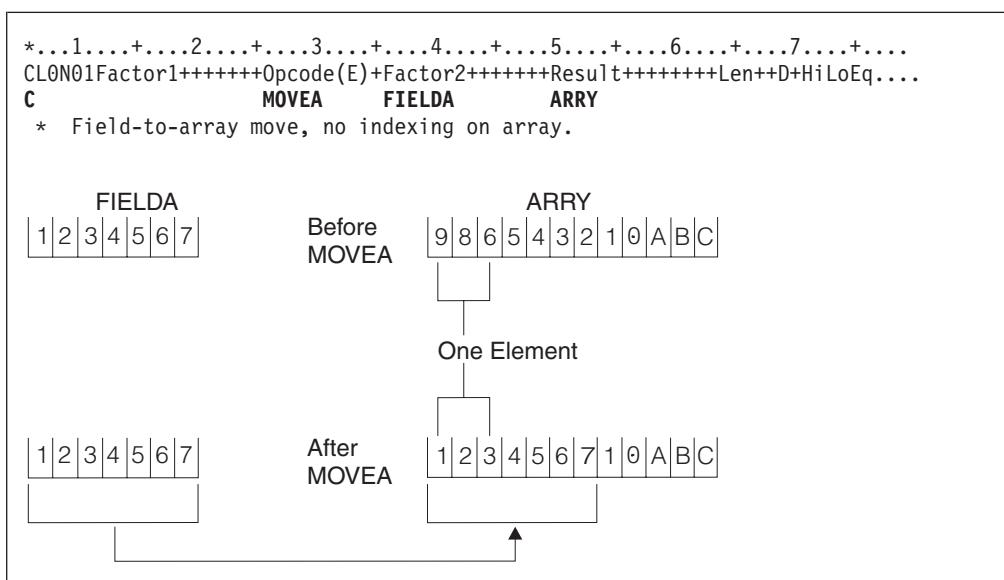 *...1....+....2....+....3....+....4....+....5....+....6....+....7....+....
CL0N01Factor1+++++++Opcode(E)+Factor2+++++++Result++++++++Len++D+HiLoEq....
C                   MOVEA     FIELDA        ARRY
 *  Field-to-array move, no indexing on array.
FIELDA ARRY
1 2 3 4 5 6 7 Before 9 8 6 5 4 3 2 1 0 A B C
MOVEA
One Element
1 2 3 4 5 6 7 After 1 2 3 4 5 6 7 1 0 A B C
MOVEA